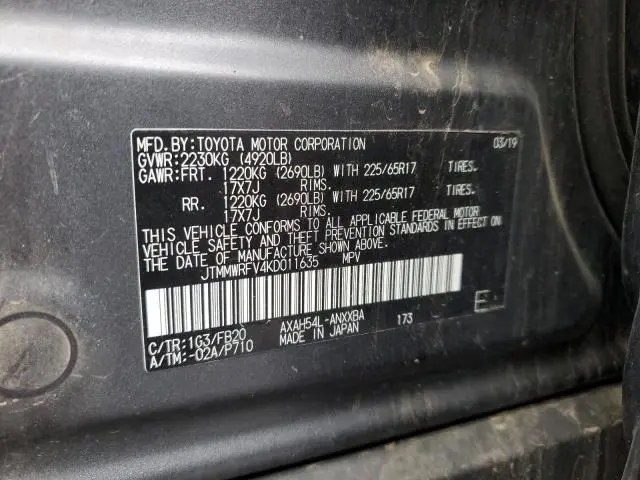 MFD. BY:TOYOTA MOTOR CORPORATION 03/19
GVWR:2230KG (4920LB)
GAWR:FRT. 1220KG (2690LB) WITH 225/65R17 TIRES.
17X7J RIMS.
RR. 1220KG (2690LB) WITH 225/65R17 TIRES.
17X7J RIMS.
THIS VEHICLE CONFORMS TO ALL APPLICABLE FEDERAL MOTOR
VEHICLE SAFETY AND THEFT PREVENTION STANDARDS IN EFFECT ON
THE DATE OF MANUFACTURE SHOWN ABOVE.
JTMMWRFV4KD011635 MPV
C/TR:1G3/FB20 AXAH54L-ANXXBA 173 E
A/TM:-02A/P710 MADE IN JAPAN